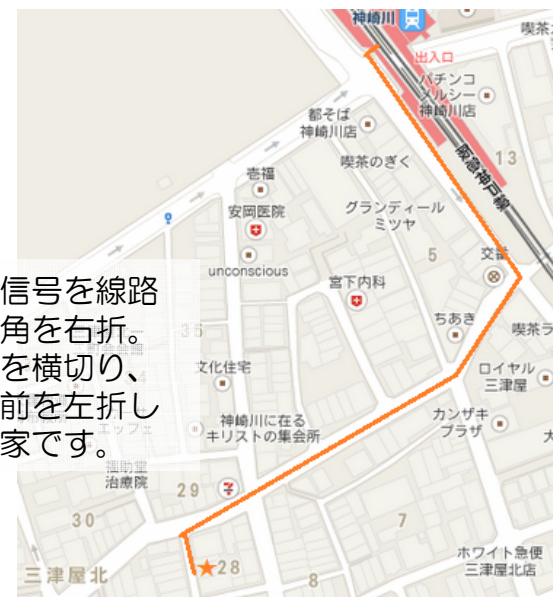 神崎川
喫茶
出入口
パチンコ
メルシー
神崎川店
都そば
神崎川店
阪急神戸線
13
喫茶のぎく
壱福
安岡医院
グランディール
ミツヤ
5
交番
unconscious
宮下内科
信号を線路
角を右折。
を横切り、
前を左折し
家です。
35
ちあき
喫茶ラ
文化住宅
ロイヤル
三津屋
カンザキ
プラザ
神崎川に在る
キリストの集会所
エッフェ
治療院
29
30
7
ホワイト急便
三津屋北店
三津屋北
28
8